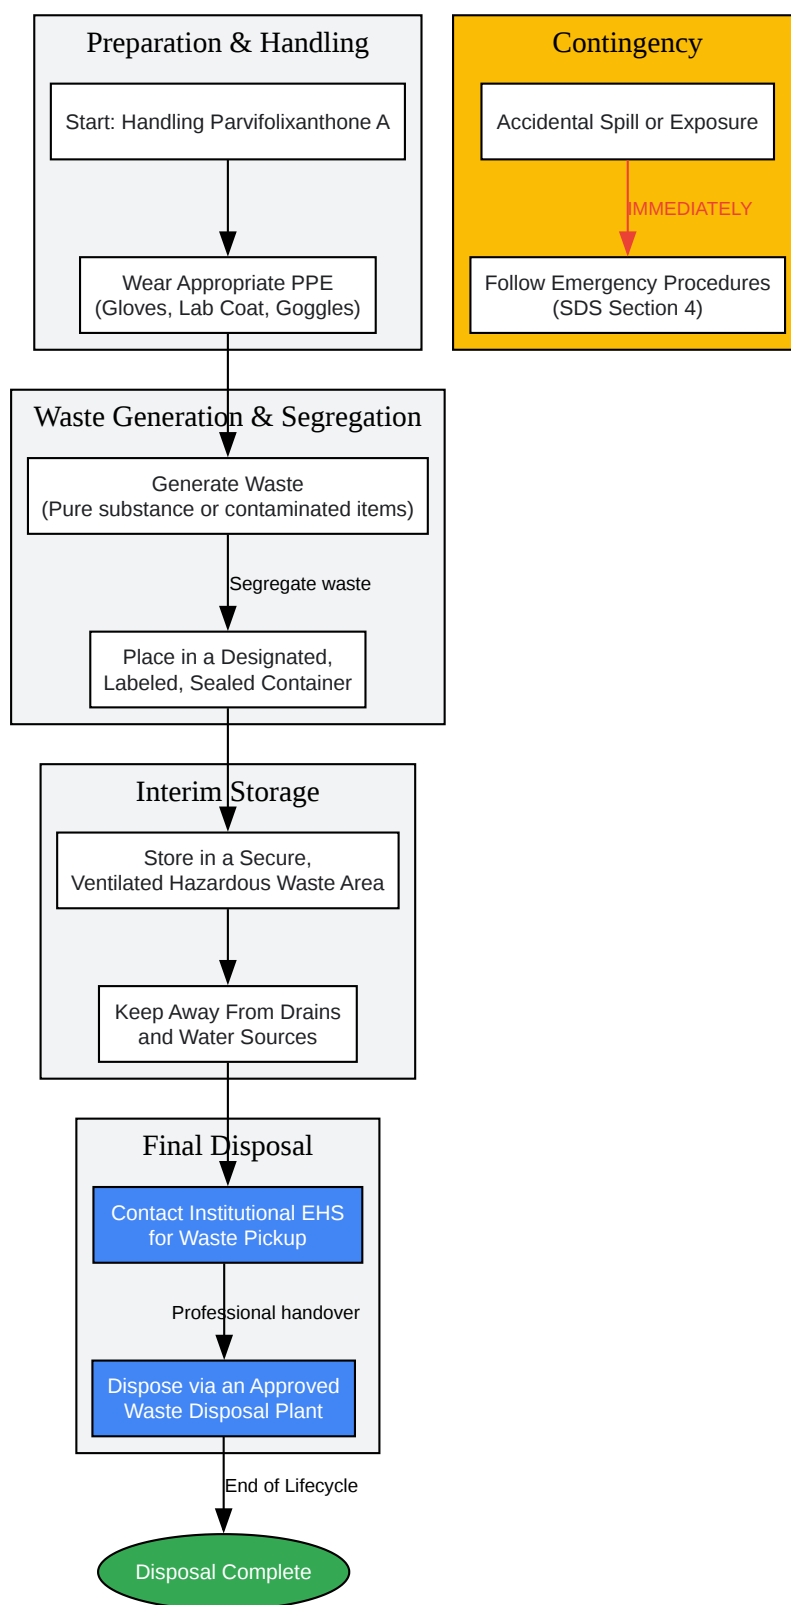 Preparation & Handling
Start: Handling Parvifolixanthone A
Wear Appropriate PPE
(Gloves, Lab Coat, Goggles)
Contingency
Accidental Spill or Exposure
IMMEDIATELY
Follow Emergency Procedures
(SDS Section 4)
Waste Generation & Segregation
Generate Waste
(Pure substance or contaminated items)
Segregate waste
Place in a Designated,
Labeled, Sealed Container
Interim Storage
Store in a Secure,
Ventilated Hazardous Waste Area
Keep Away From Drains
and Water Sources
Final Disposal
Contact Institutional EHS
for Waste Pickup
Professional handover
Dispose via an Approved
Waste Disposal Plant
End of Lifecycle
Disposal Complete